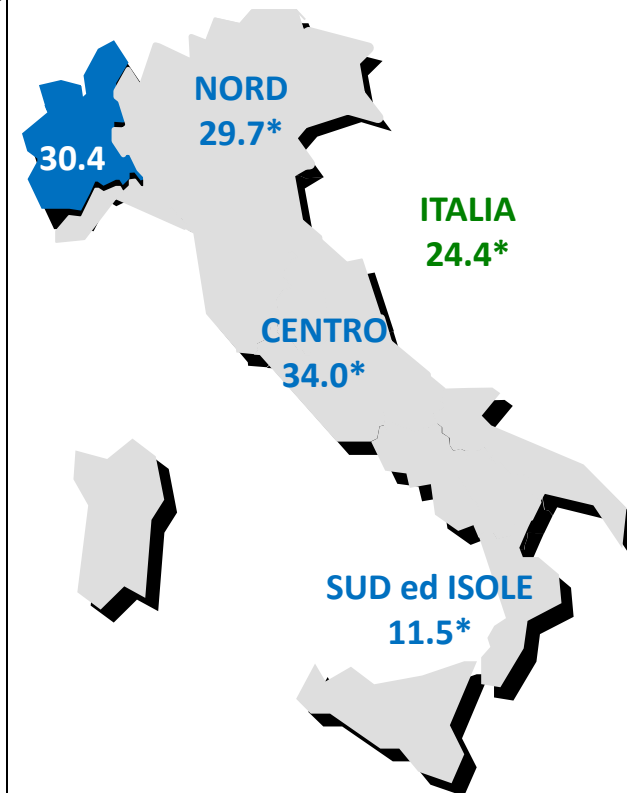 NORD
29.7*
30.4
ITALIA
24.4*
CENTRO
34.0*
SUD ed ISOLE
11.5*